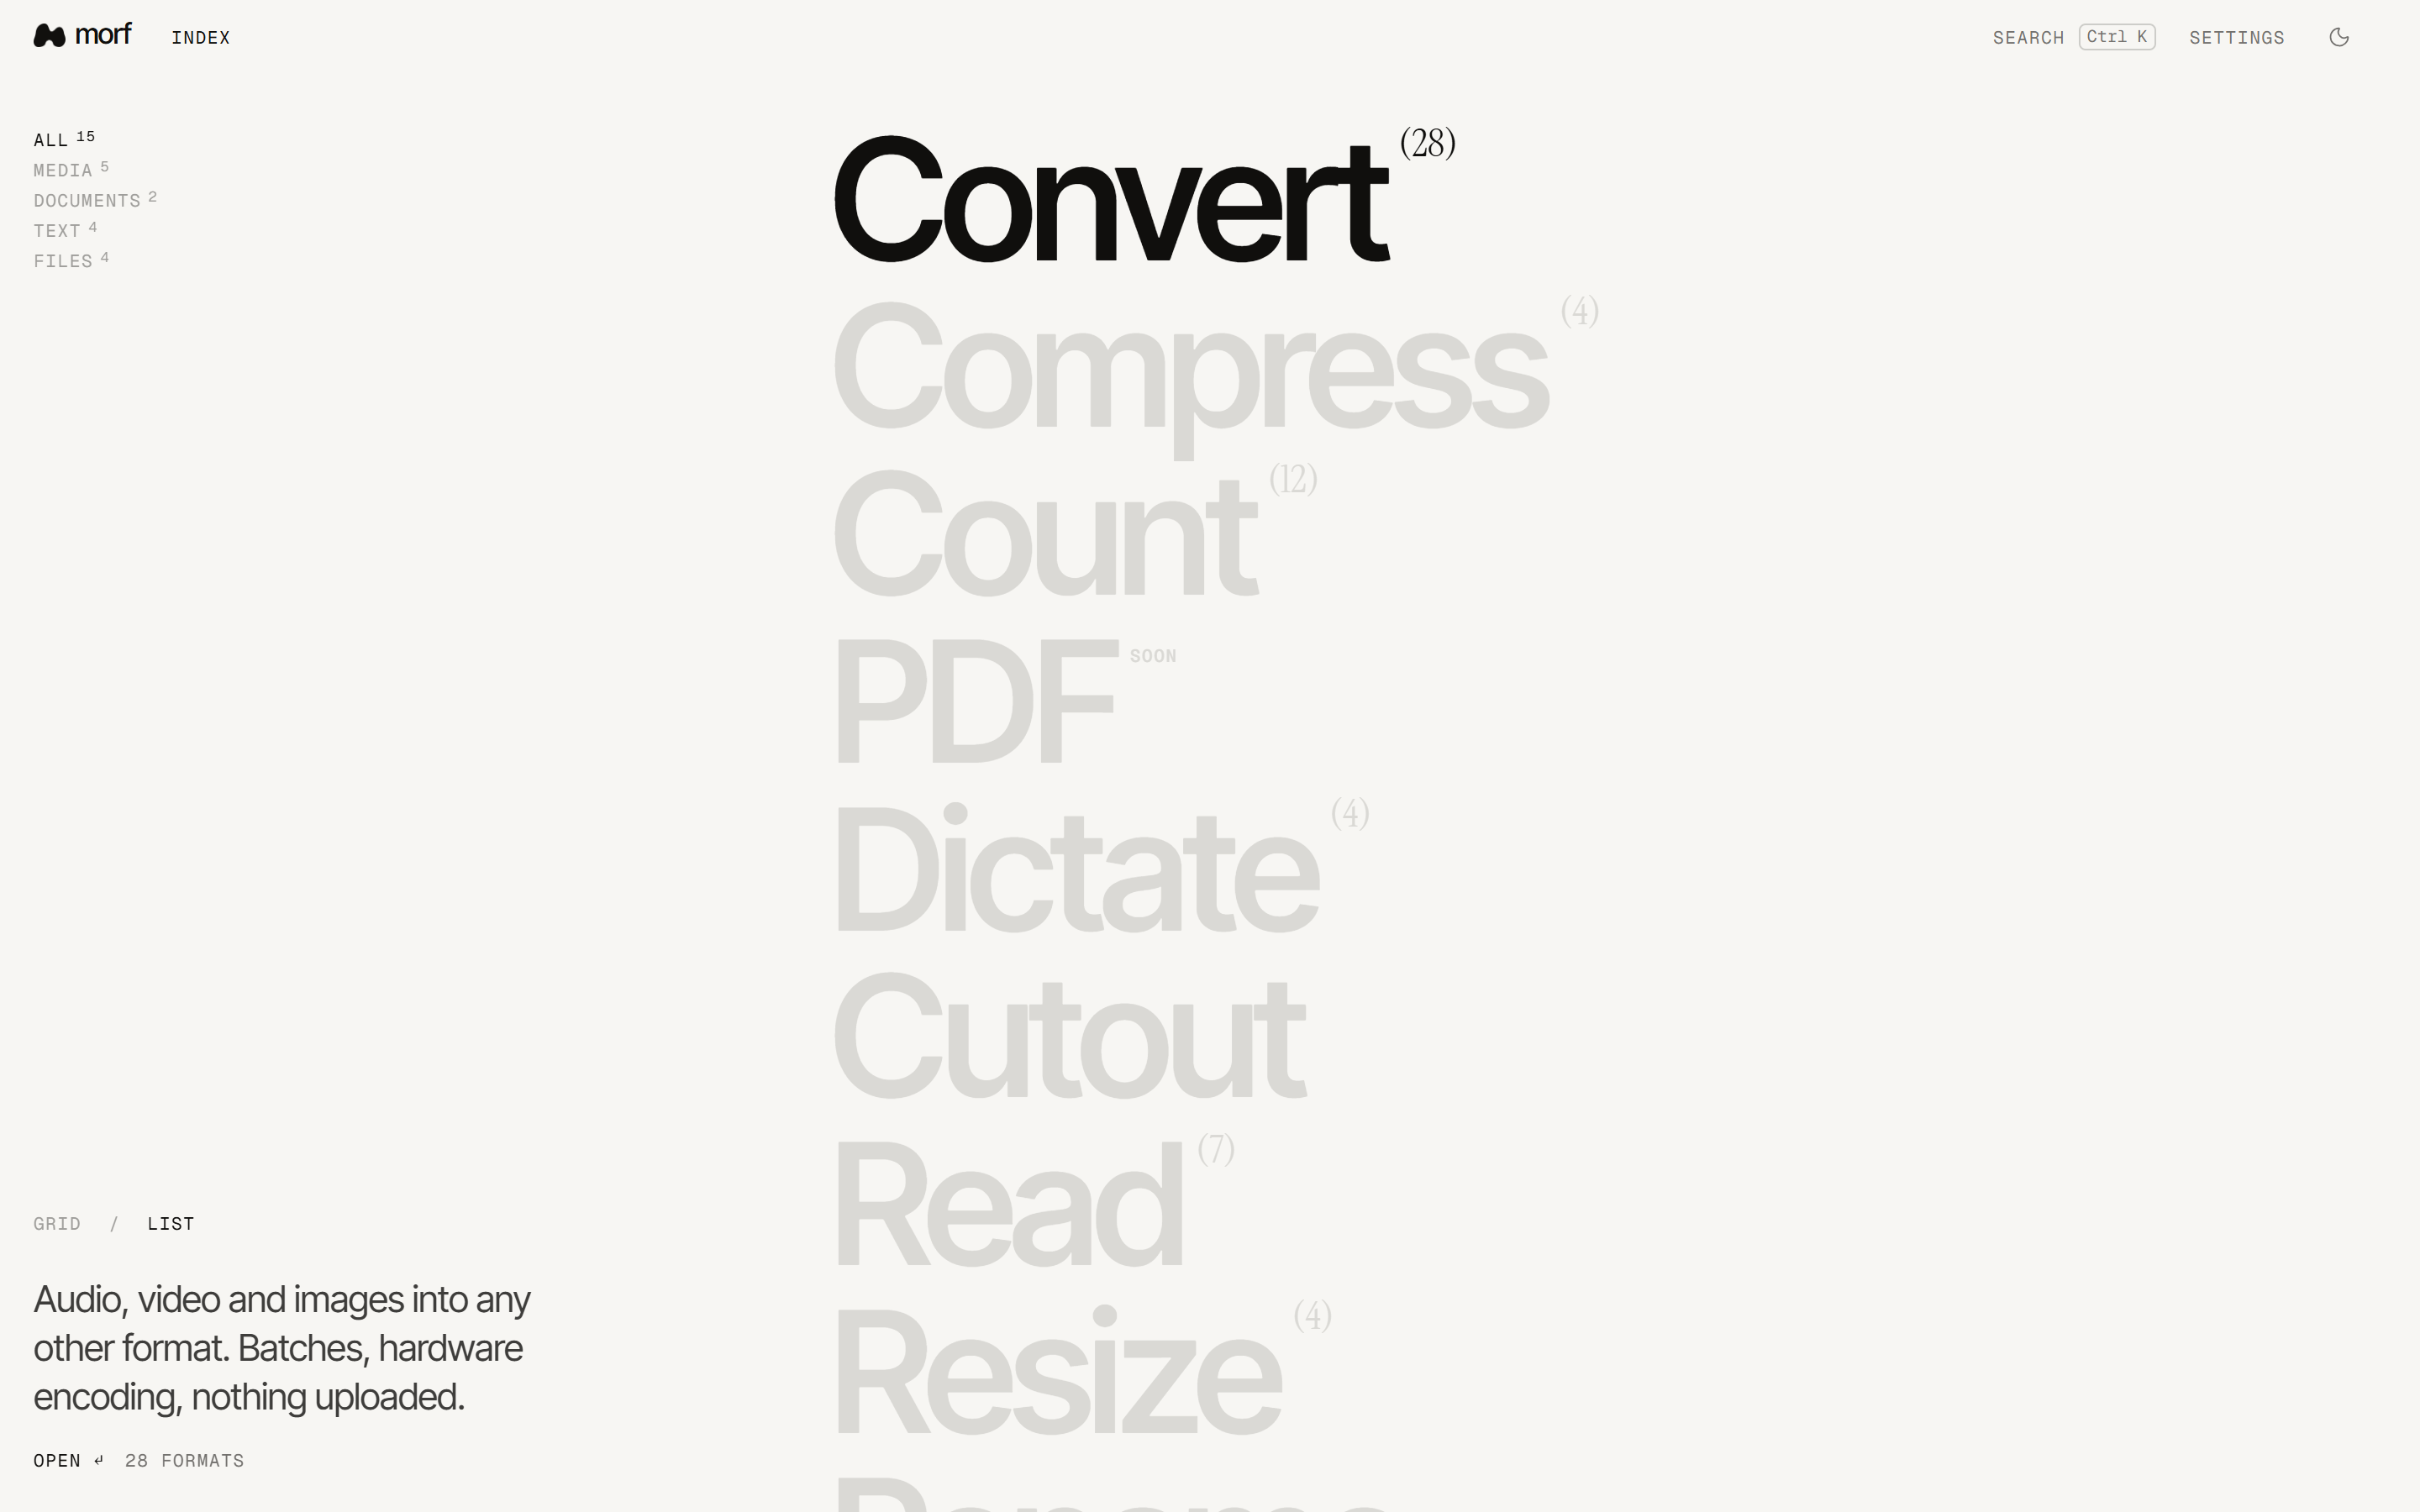 morf INDEX SEARCH Ctrl K SETTINGS
ALL 15
MEDIA 5
DOCUMENTS 2
TEXT 4
FILES 4
Convert (28)
Compress (4)
Count (12)
PDF SOON
Dictate (4)
Cutout
Read (7)
Resize (4)
GRID / LIST
Audio, video and images into any
other format. Batches, hardware
encoding, nothing uploaded.
OPEN ↵ 28 FORMATS